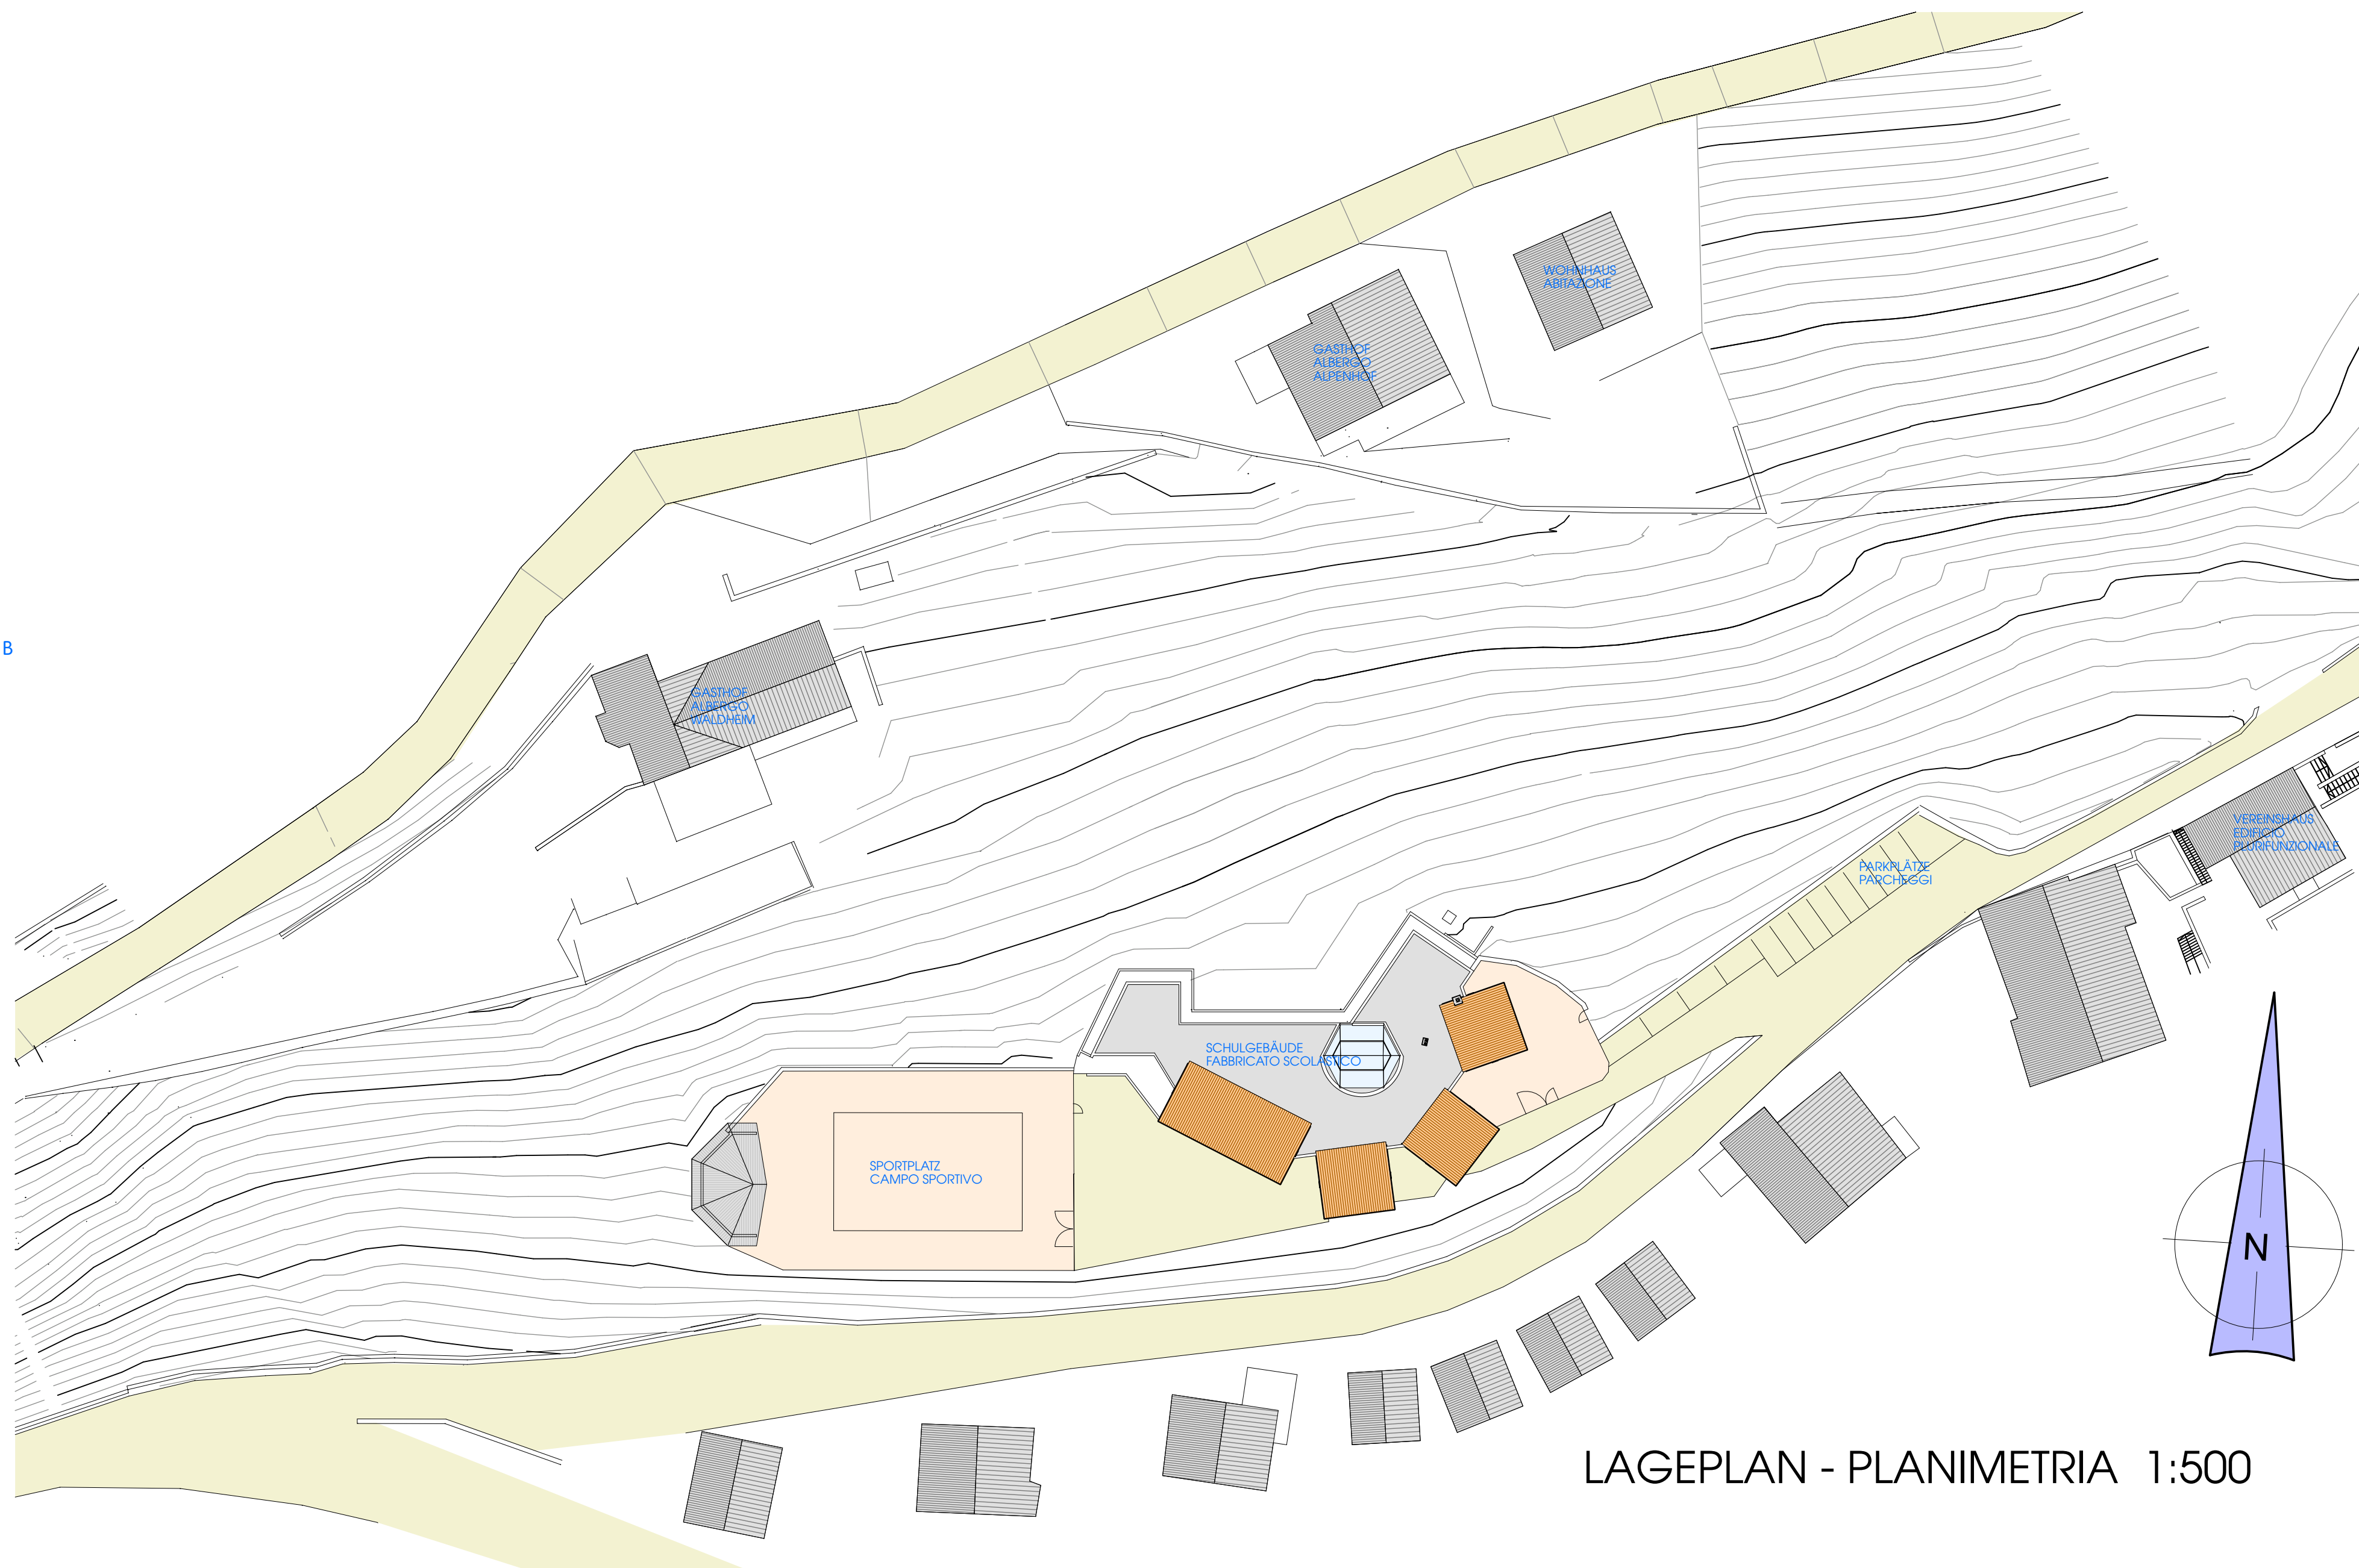 WOHNHAUS
ABITAZIONE
GASTHOF
ALBERGO
ALPENHOF
B
GASTHOF
ALBERGO
WALDHEIM
VEREINSHAUS
EDIFICIO
PLURIFUNZIONALE
PARKPLÄTZE
PARCHEGGI
SCHULGEBÄUDE
FABBRICATO SCOLASTICO
SPORTPLATZ
CAMPO SPORTIVO
N
LAGEPLAN - PLANIMETRIA 1:500